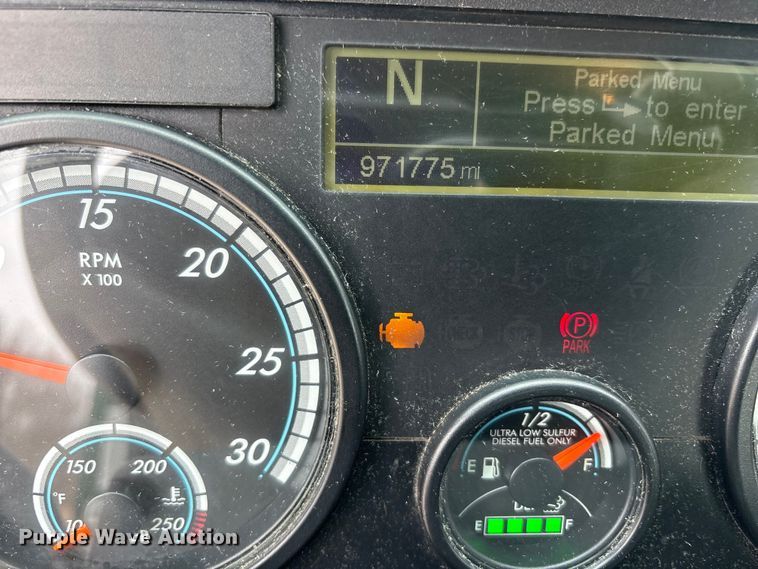 N
Parked Menu
Press to enter
Parked Menu
971775 mi
15
RPM
X 100
20
25
30
150 200
°F
10 250
P
PARK
1/2
ULTRA LOW SULFUR
DIESEL FUEL ONLY
E F
E F
Purple Wave Auction